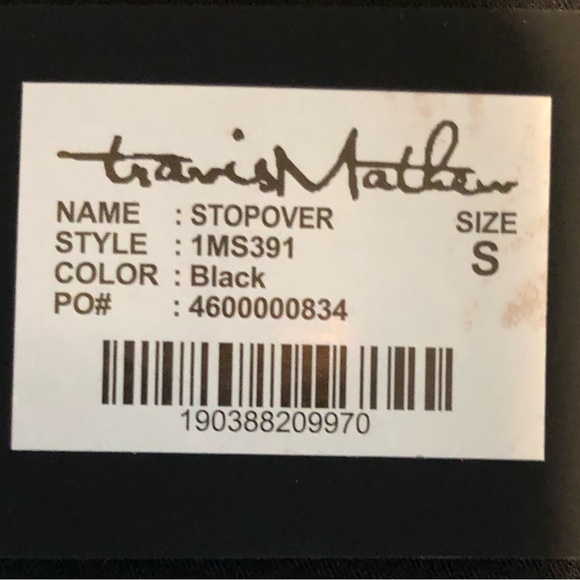 travisMathew
NAME : STOPOVER
STYLE : 1MS391
COLOR : Black
PO# : 4600000834
SIZE
S
190388209970